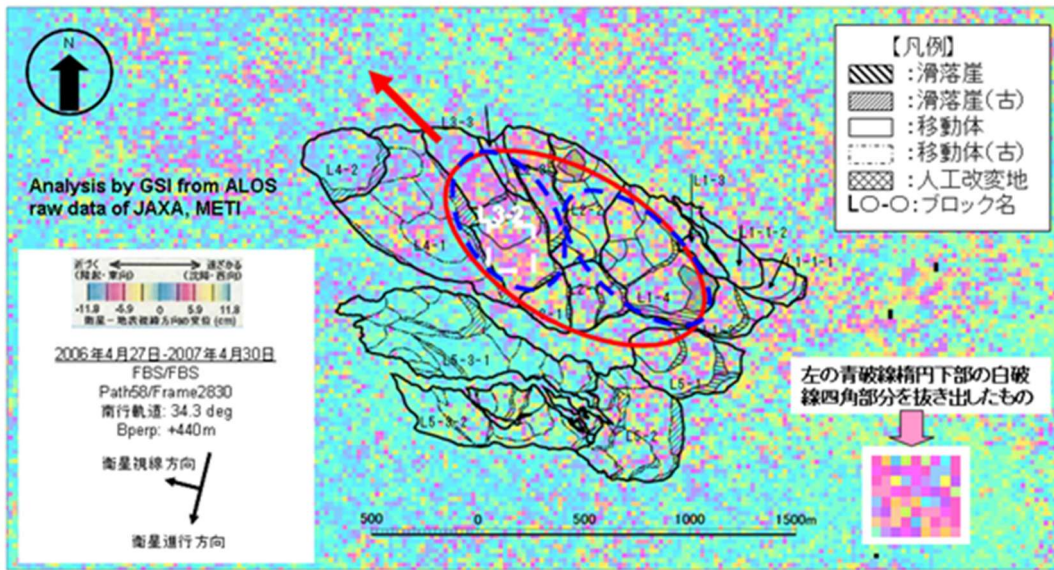 N
Analysis by GSI from ALOS
raw data of JAXA, METI
近づく
遠ざかる
(隆起・東向)
(沈降・西向)
-11.8 -5.9 0 5.9 11.8
衛星－地表視線方向の変位(cm)
2006年4月27日-2007年4月30日
FBS/FBS
Path58/Frame2830
南行軌道: 34.3 deg
Bperp: +440m
衛星視線方向
衛星進行方向
L3-3
L4-2
L4-1
L3-2
L1-3
L1-1-2
L1-1-1
L1-4
L5-3-1
L5-1
L5-3-2
L5-2
500 0 500 1000 1500m
【凡例】
:滑落崖
:滑落崖(古)
:移動体
:移動体(古)
:人工改変地
L○-○:ブロック名
左の青破線楕円下部の白破
線四角部分を抜き出したもの